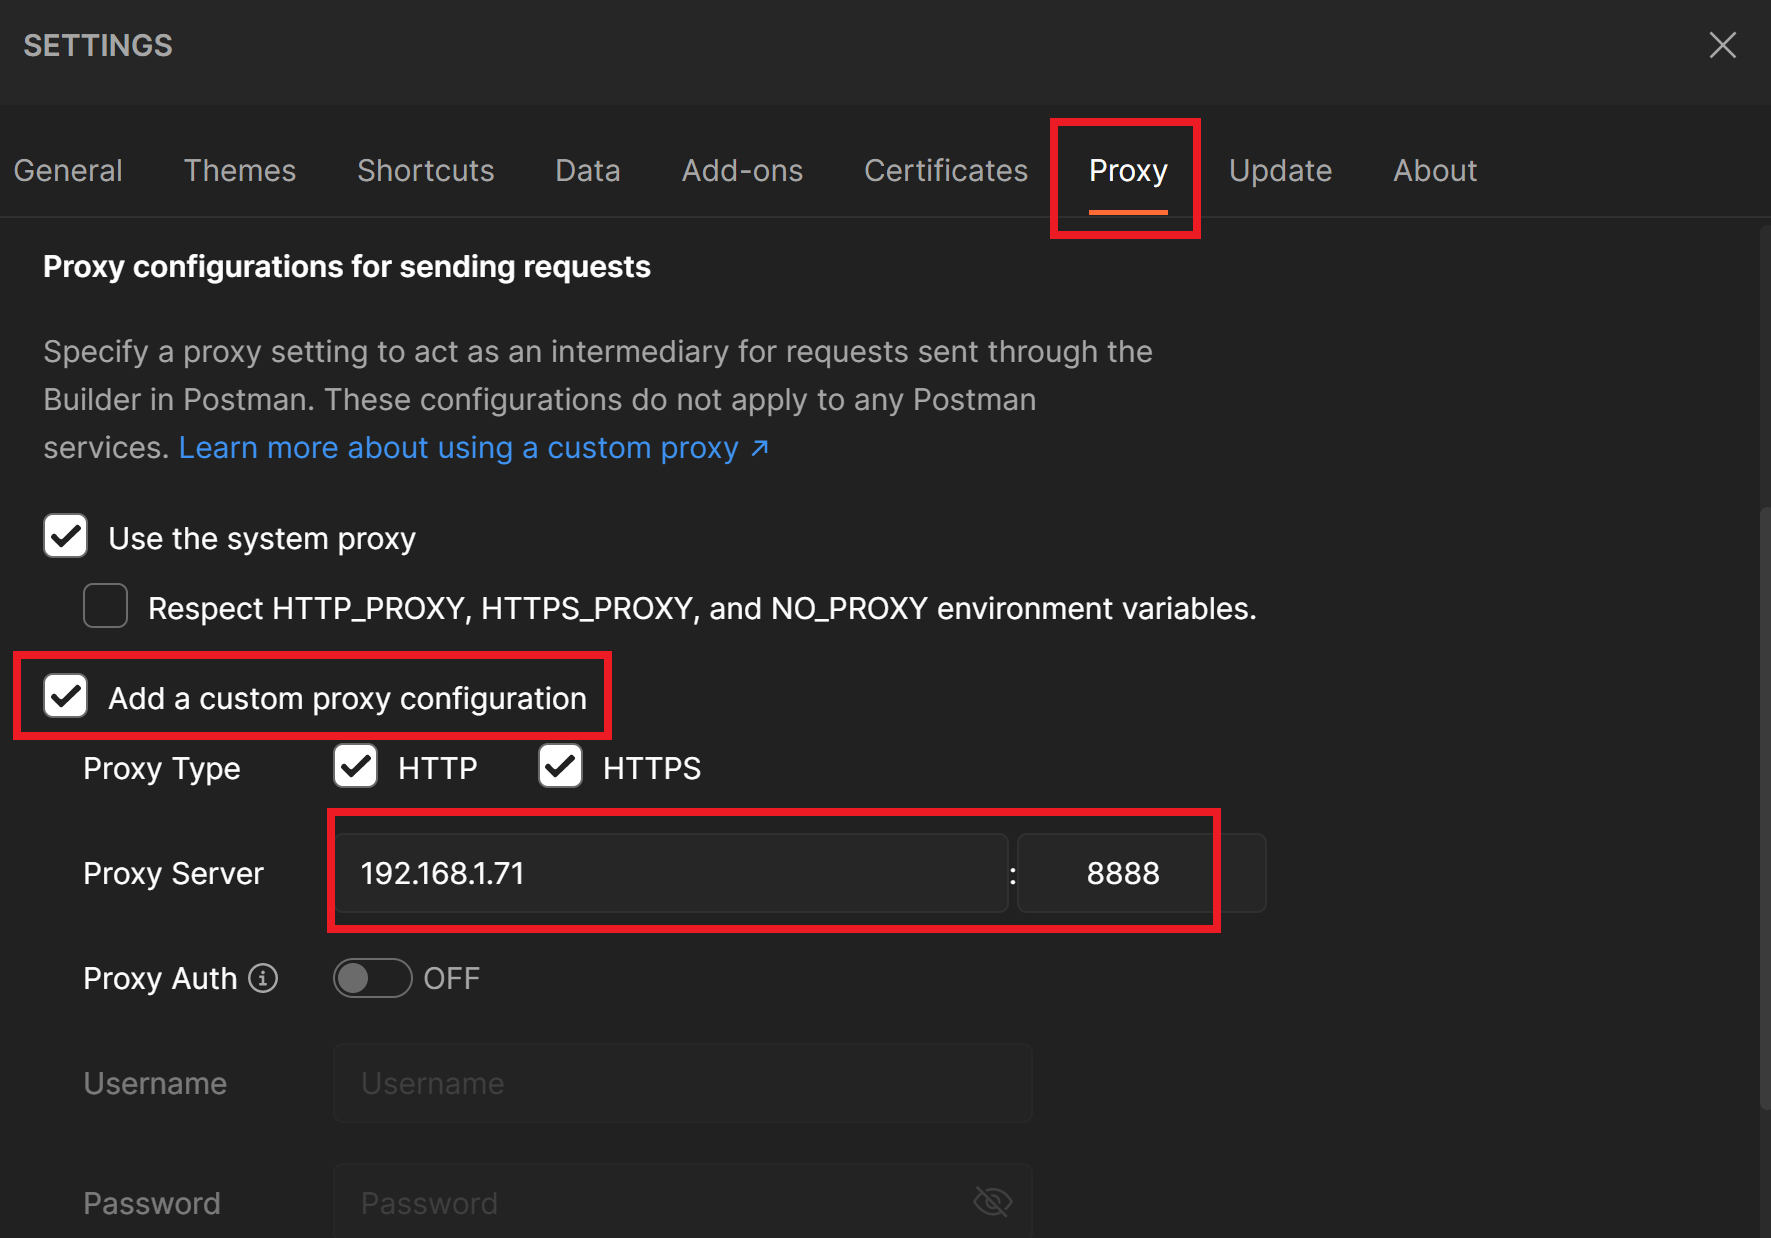 SETTINGS
General Themes Shortcuts Data Add-ons Certificates Proxy Update About
Proxy configurations for sending requests
Specify a proxy setting to act as an intermediary for requests sent through the
Builder in Postman. These configurations do not apply to any Postman
services. Learn more about using a custom proxy ↗
Use the system proxy
Respect HTTP_PROXY, HTTPS_PROXY, and NO_PROXY environment variables.
Add a custom proxy configuration
Proxy Type HTTP HTTPS
Proxy Server 192.168.1.71 : 8888
Proxy Auth OFF
Username Username
Password Password